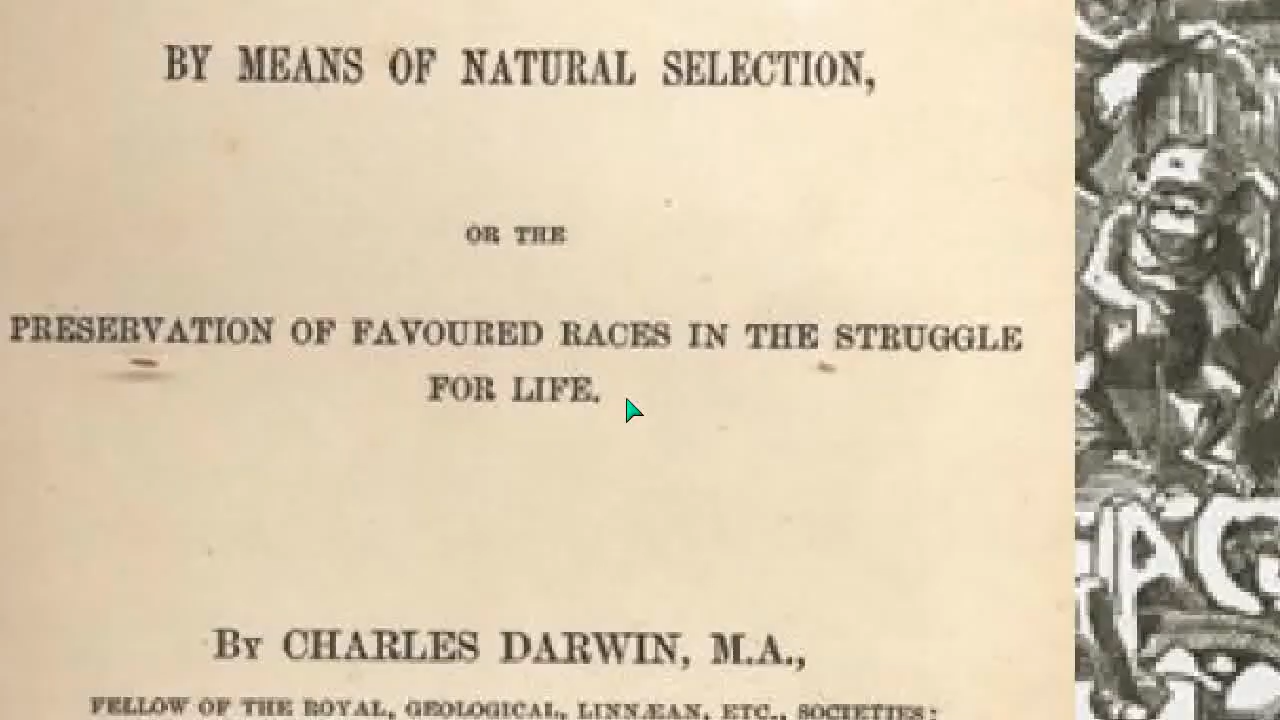 BY MEANS OF NATURAL SELECTION,
OR THE
PRESERVATION OF FAVOURED RACES IN THE STRUGGLE
FOR LIFE.
By CHARLES DARWIN, M.A.,
FELLOW OF THE ROYAL, GEOLOGICAL, LINNÆAN, ETC., SOCIETIES;